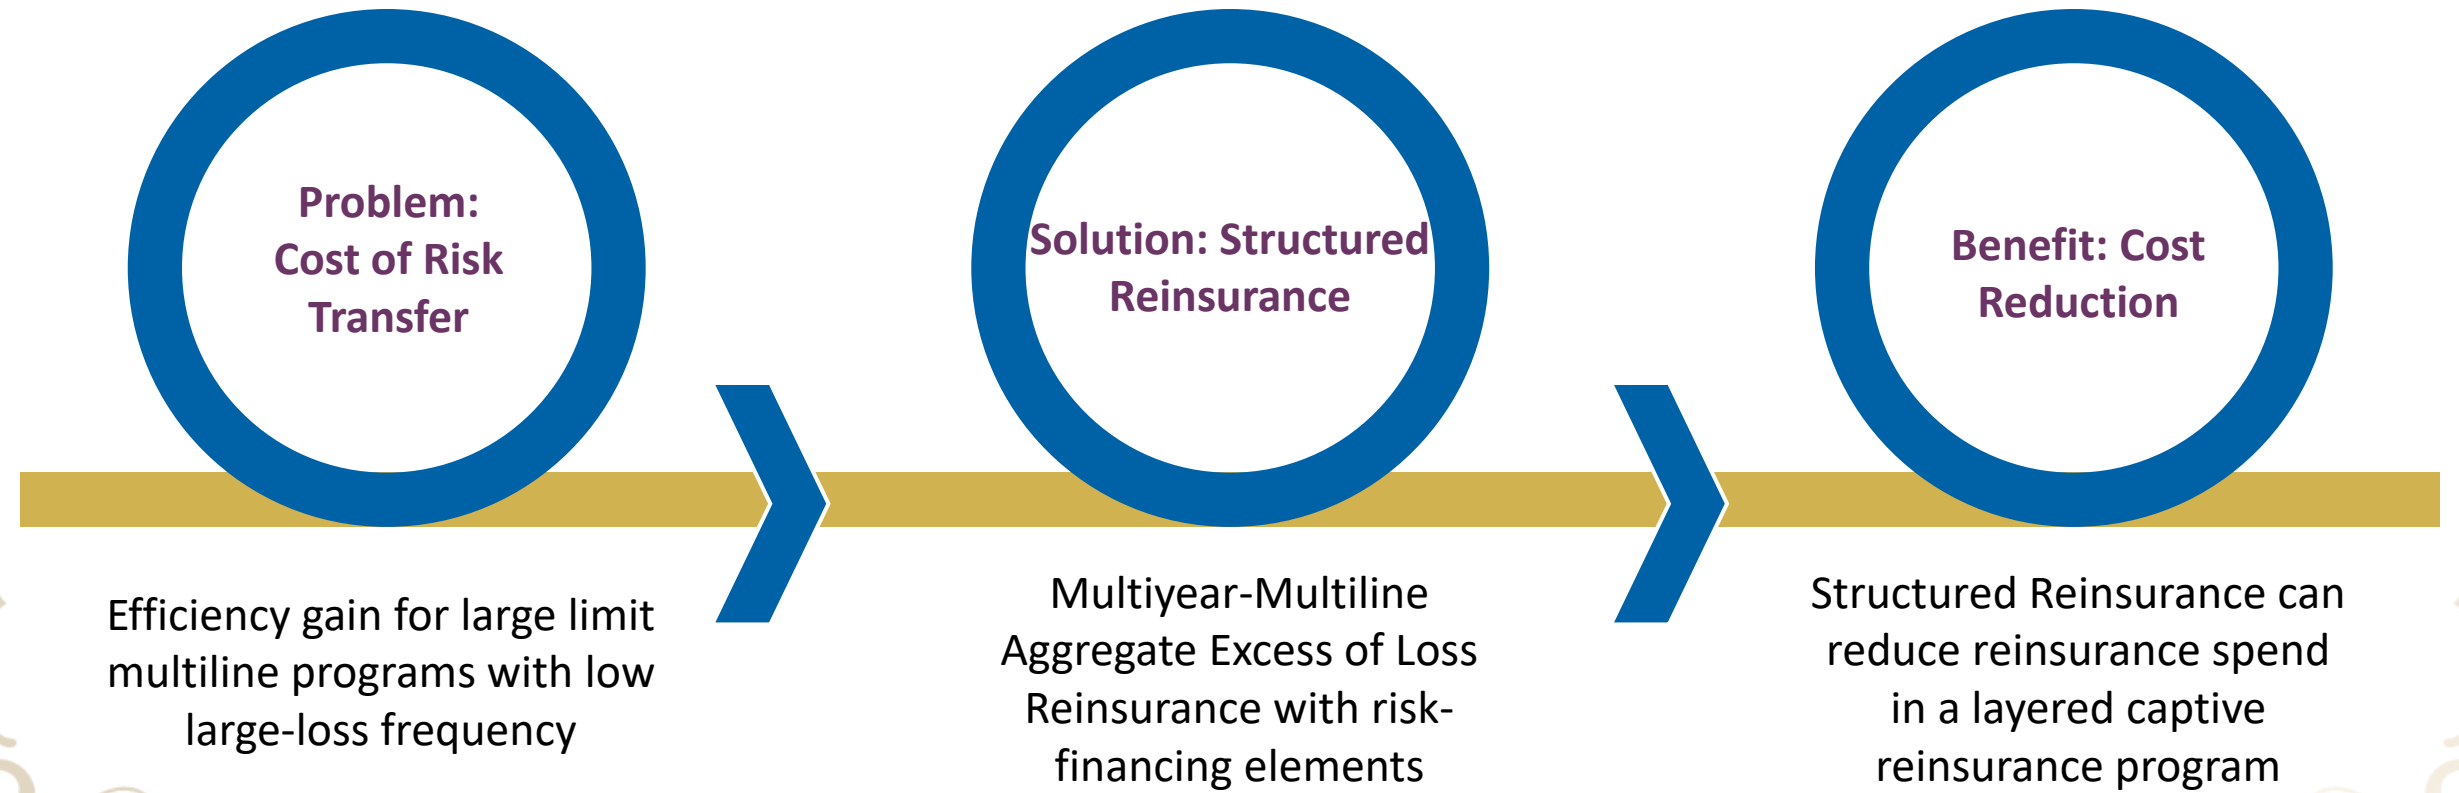 Problem:
Cost of Risk
Transfer
Solution: Structured
Reinsurance
Benefit: Cost
Reduction
Efficiency gain for large limit
multiline programs with low
large-loss frequency
Multiyear-Multiline
Aggregate Excess of Loss
Reinsurance with risk-
financing elements
Structured Reinsurance can
reduce reinsurance spend
in a layered captive
reinsurance program